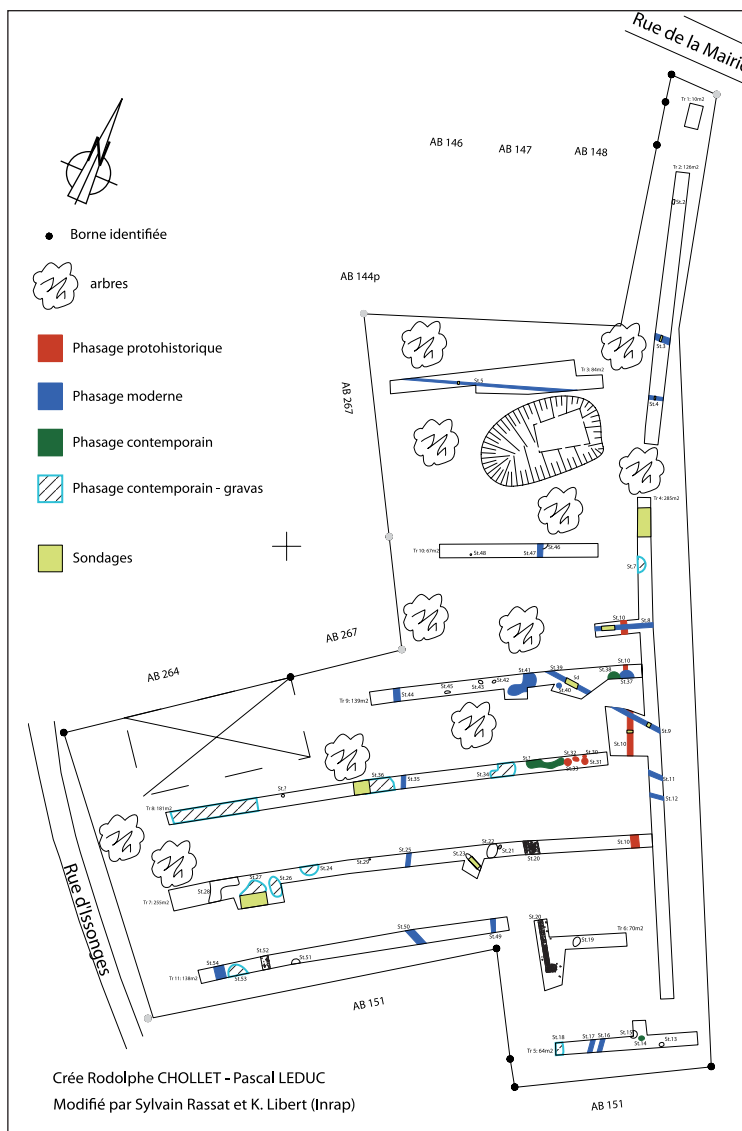 Rue de la Mairie
Tr 1: 10m2
AB 146
AB 147
AB 148
Tr 2: 126m2
N
St.2
Borne identifiée
AB 144p
arbres
Phasage protohistorique
St.3
Tr 3: 84m2
St.5
Phasage moderne
AB 267
St.4
Phasage contemporain
Phasage contemporain - gravas
Tr 4: 285m2
Sondages
Tr 10: 67m2
St.48
St.47
St.46
St.7
St.10
St.8
AB 267
AB 264
St.10
St.38
St.37
St.39
Sd
St.40
St.41
St.42
St.43
St.45
St.44
Tr 9: 139m2
St.9
St.10
St.11
St.12
St.32
St.30
St.31
St.33
St.?
St.34
St.35
St.36
St.?
Tr 8: 181m2
St.10
St.20
St.21
St.22
St.23
St.25
St.29
St.24
St.26
St.27
St.28
Tr 7: 255m2
Rue d'Issonges
St.50
St.49
St.20
Tr 6: 70m2
St.19
St.54
St.53
St.52
St.51
Tr 11: 138m2
AB 151
St.18
St.17
St.16
St.15
St.14
St.13
Tr 5: 64m2
Crée Rodolphe CHOLLET - Pascal LEDUC
Modifié par Sylvain Rassat et K. Libert (Inrap)
AB 151